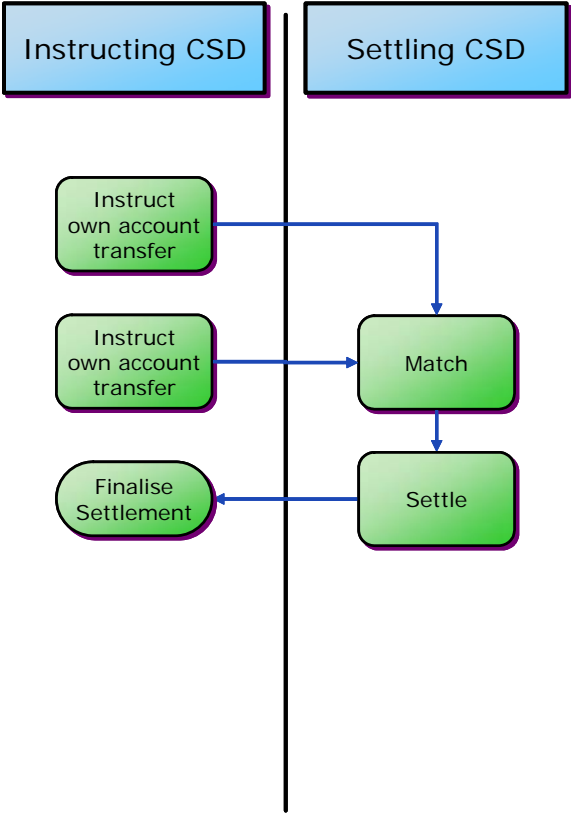 Instructing CSD
Settling CSD
Instruct
own account
transfer
Instruct
own account
transfer
Match
Finalise
Settlement
Settle